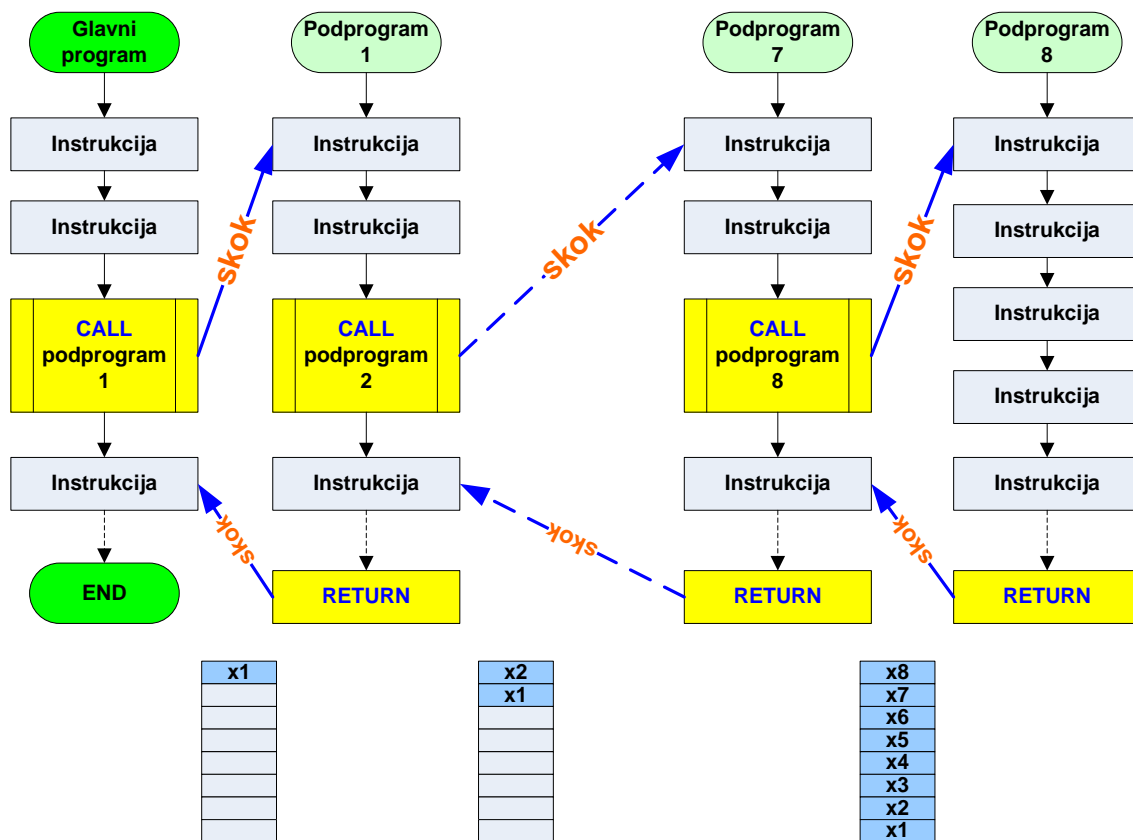 Glavni
program
Instrukcija
Instrukcija
CALL
podprogram
1
Instrukcija
END
skok
skok
Podprogram
1
Instrukcija
Instrukcija
CALL
podprogram
2
Instrukcija
RETURN
skok
skok
Podprogram
7
Instrukcija
Instrukcija
CALL
podprogram
8
Instrukcija
RETURN
skok
skok
Podprogram
8
Instrukcija
Instrukcija
Instrukcija
Instrukcija
Instrukcija
RETURN
x1
x2
x1
x8
x7
x6
x5
x4
x3
x2
x1